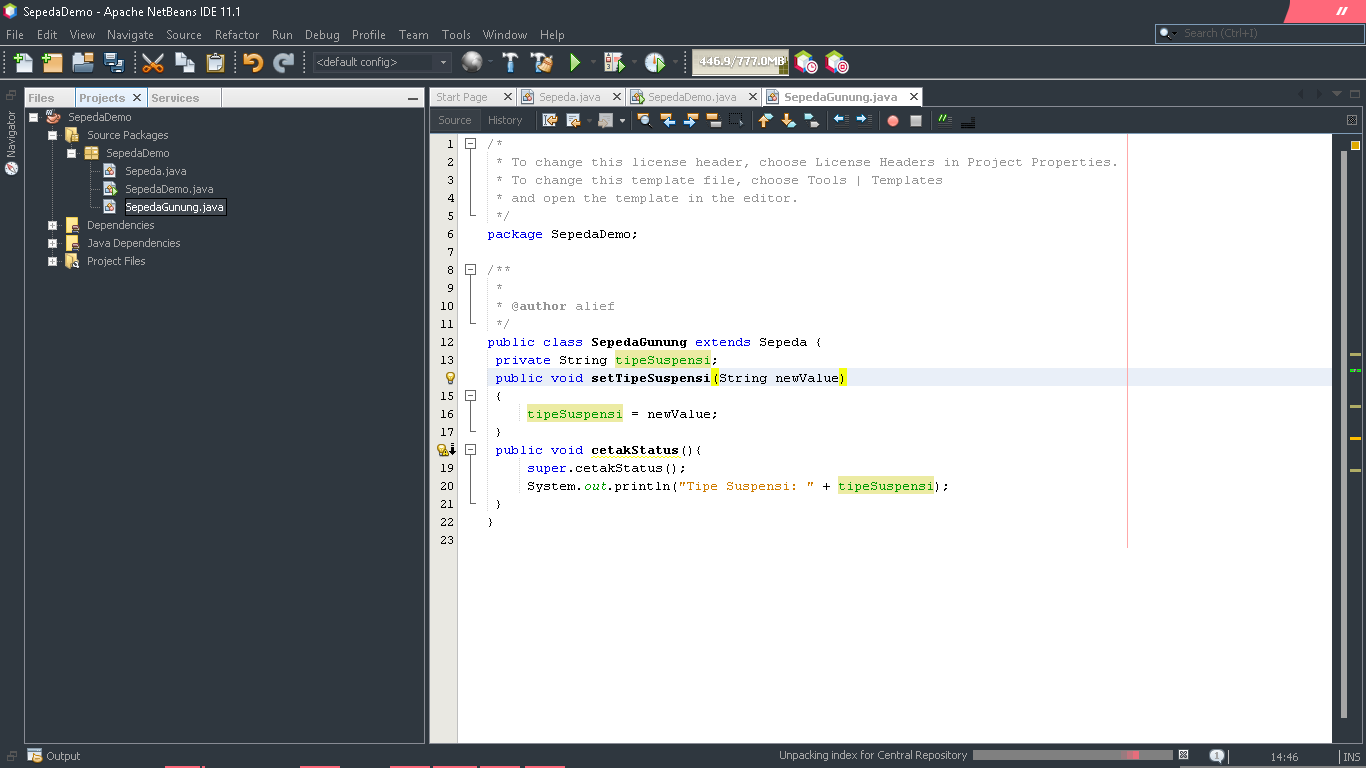 SepedaDemo - Apache NetBeans IDE 11.1
File Edit View Navigate Source Refactor Run Debug Profile Team Tools Window Help
Search (Ctrl+I)
<default config>
446.9/777.0MB
Files Projects Services
Start Page Sepeda.java SepedaDemo.java SepedaGunung.java
Navigator
SepedaDemo
Source Packages
SepedaDemo
Sepeda.java
SepedaDemo.java
SepedaGunung.java
Dependencies
Java Dependencies
Project Files
Source History
1 /*
2 * To change this license header, choose License Headers in Project Properties.
3 * To change this template file, choose Tools | Templates
4 * and open the template in the editor.
5 */
6 package SepedaDemo;
7
8 /**
9 *
10 * @author alief
11 */
12 public class SepedaGunung extends Sepeda {
13 private String tipeSuspensi;
public void setTipeSuspensi(String newValue)
15 {
16 tipeSuspensi = newValue;
17 }
public void cetakStatus(){
19 super.cetakStatus();
20 System.out.println("Tipe Suspensi: " + tipeSuspensi);
21 }
22 }
23
Output
Unpacking index for Central Repository
1
14:46
INS